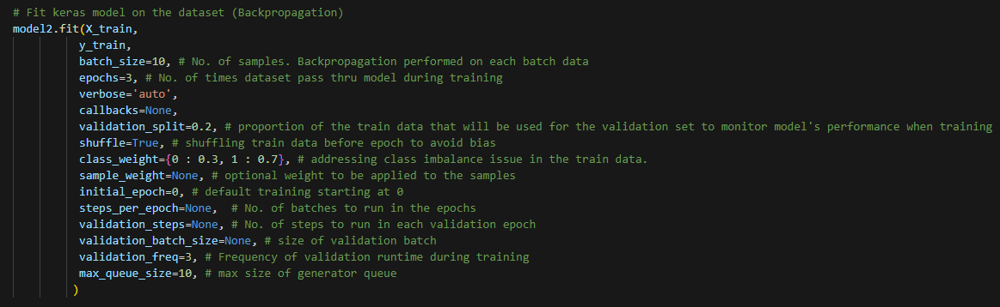 # Fit keras model on the dataset (Backpropagation)
model2.fit(X_train,
y_train,
batch_size=10, # No. of samples. Backpropagation performed on each batch data
epochs=3, # No. of times dataset pass thru model during training
verbose='auto',
callbacks=None,
validation_split=0.2, # proportion of the train data that will be used for the validation set to monitor model's performance when training
shuffle=True, # shuffling train data before epoch to avoid bias
class_weight={0 : 0.3, 1 : 0.7}, # addressing class imbalance issue in the train data.
sample_weight=None, # optional weight to be applied to the samples
initial_epoch=0, # default training starting at 0
steps_per_epoch=None,  # No. of batches to run in the epochs
validation_steps=None, # No. of steps to run in each validation epoch
validation_batch_size=None, # size of validation batch
validation_freq=3, # Frequency of validation runtime during training
max_queue_size=10, # max size of generator queue
)